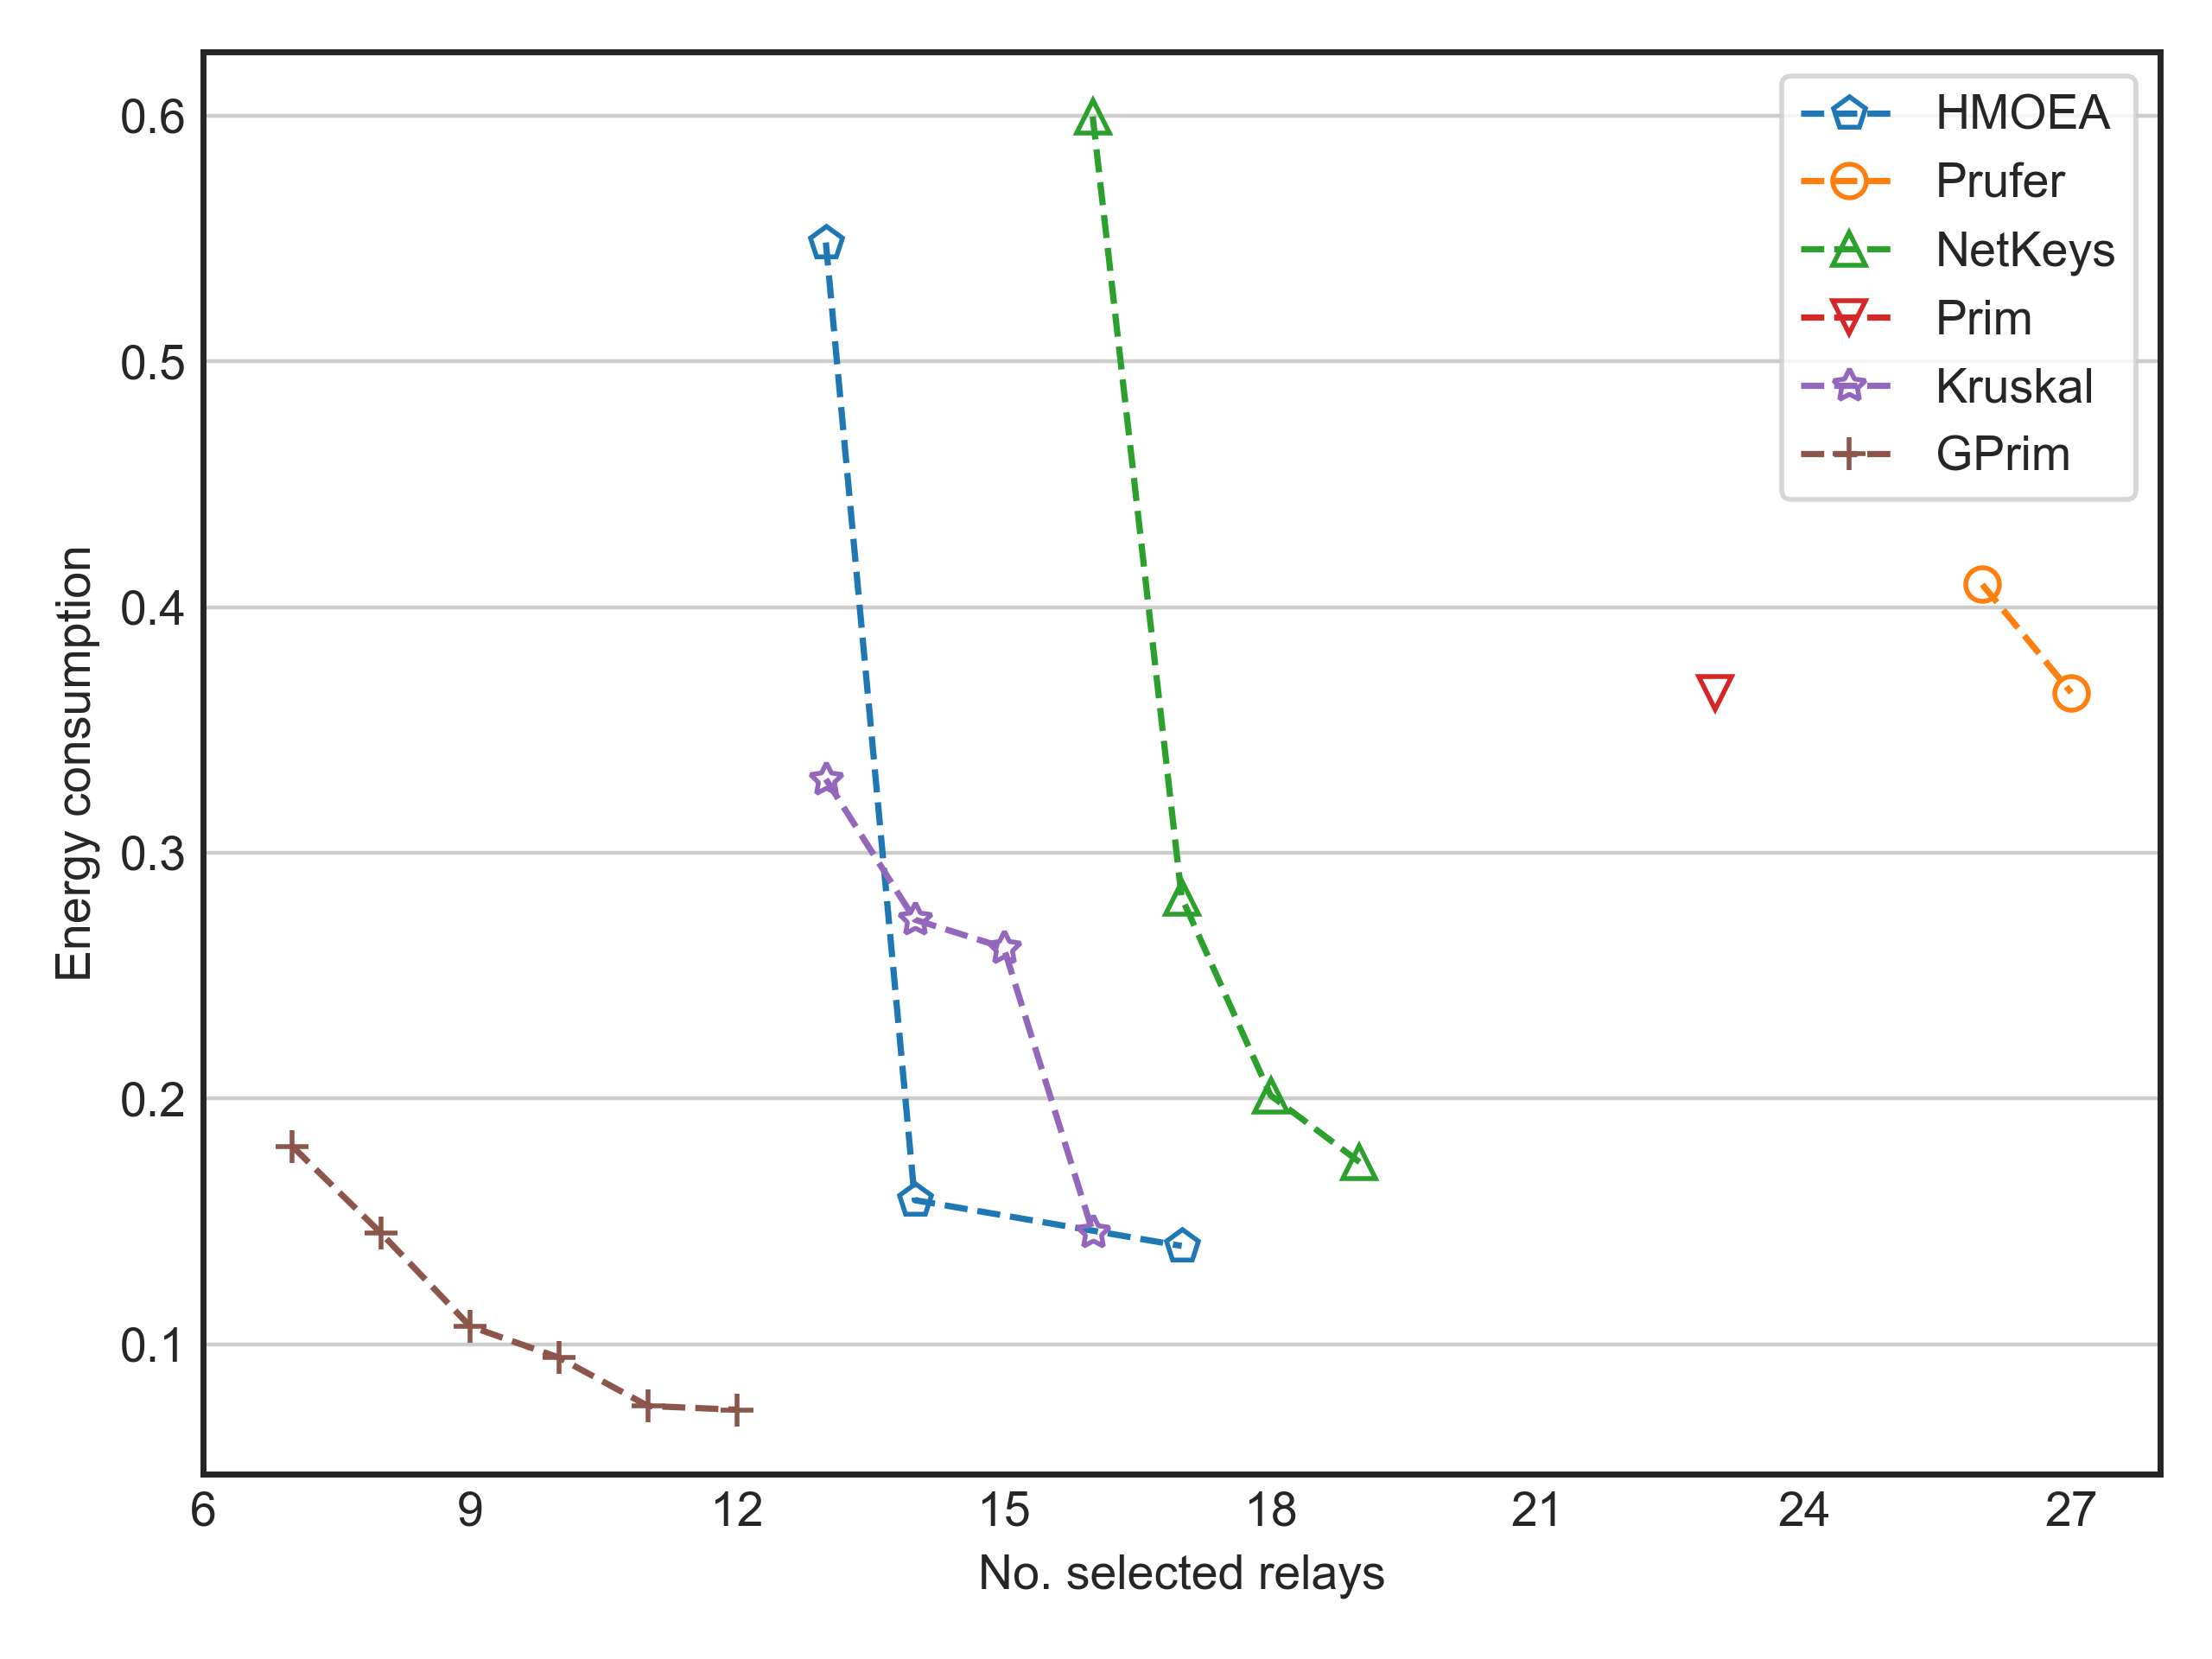 HMOEA
Prufer
NetKeys
Prim
Kruskal
GPrim
0.6
0.5
0.4
0.3
0.2
0.1
Energy consumption
6 9 12 15 18 21 24 27
No. selected relays